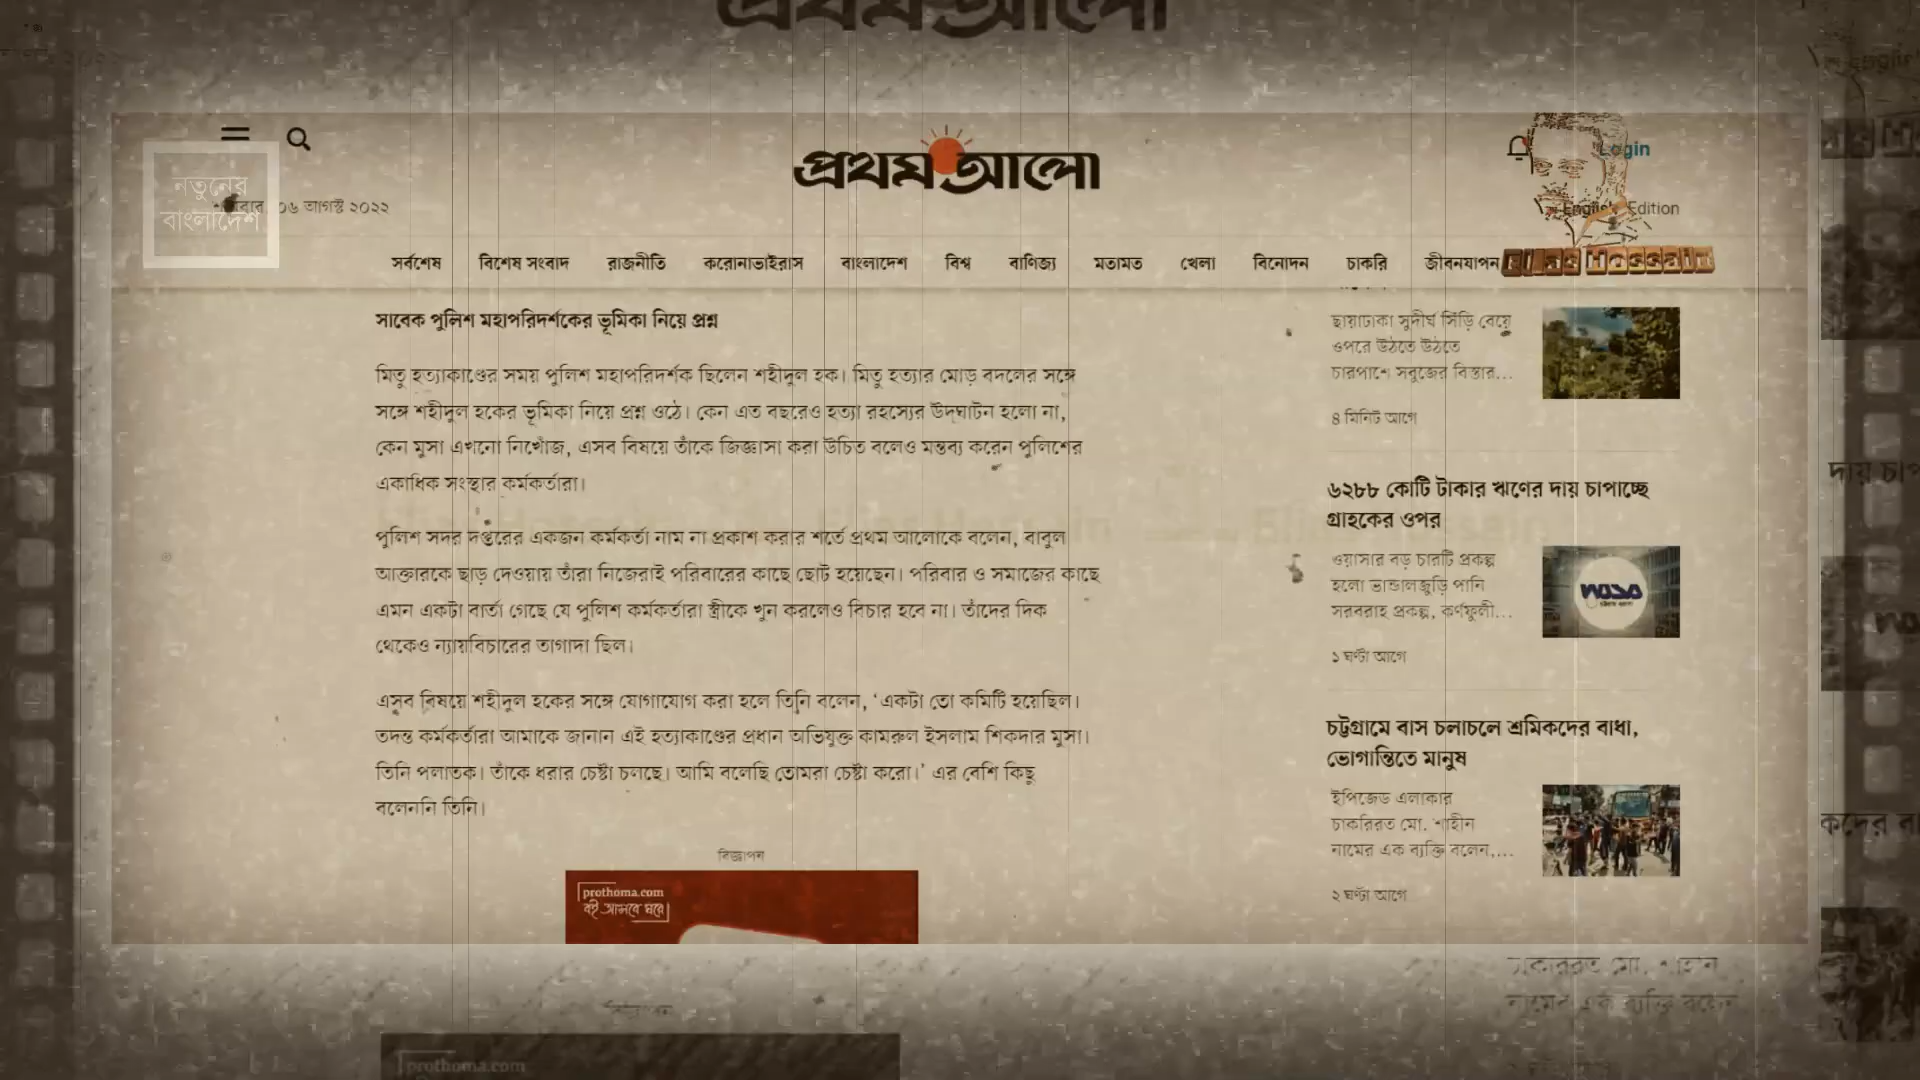 প্রথম আলো
Login
নতুনের
বাংলাদেশ
০৬ আগস্ট ২০২২
English Edition
সর্বশেষ বিশেষ সংবাদ রাজনীতি করোনাভাইরাস বাংলাদেশ বিশ্ব বাণিজ্য মতামত খেলা বিনোদন চাকরি জীবনযাপন
Elias Hossain
সাবেক পুলিশ মহাপরিদর্শকের ভূমিকা নিয়ে প্রশ্ন
মিতু হত্যাকাণ্ডের সময় পুলিশ মহাপরিদর্শক ছিলেন শহীদুল হক। মিতু হত্যার মোড় বদলের সঙ্গে
সঙ্গে শহীদুল হকের ভূমিকা নিয়ে প্রশ্ন ওঠে। কেন এত বছরেও হত্যা রহস্যের উদ্‌ঘাটন হলো না,
কেন মুসা এখনো নিখোঁজ, এসব বিষয়ে তাঁকে জিজ্ঞাসা করা উচিত বলেও মন্তব্য করেন পুলিশের
একাধিক সংস্থার কর্মকর্তারা।
পুলিশ সদর দপ্তরের একজন কর্মকর্তা নাম না প্রকাশ করার শর্তে প্রথম আলোকে বলেন, বাবুল
আক্তারকে ছাড় দেওয়ায় তাঁরা নিজেরাই পরিবারের কাছে ছোট হয়েছেন। পরিবার ও সমাজের কাছে
এমন একটা বার্তা গেছে যে পুলিশ কর্মকর্তারা স্ত্রীকে খুন করলেও বিচার হবে না। তাঁদের দিক
থেকেও ন্যায়বিচারের তাগাদা ছিল।
এসব বিষয়ে শহীদুল হকের সঙ্গে যোগাযোগ করা হলে তিনি বলেন, ‘একটা তো কমিটি হয়েছিল।
তদন্ত কর্মকর্তারা আমাকে জানান এই হত্যাকাণ্ডের প্রধান অভিযুক্ত কামরুল ইসলাম শিকদার মুসা।
তিনি পলাতক। তাঁকে ধরার চেষ্টা চলছে। আমি বলেছি তোমরা চেষ্টা করো।’ এর বেশি কিছু
বলেননি তিনি।
বিজ্ঞাপন
prothoma.com
বই আসবে ঘরে
ছায়াঢাকা সুদীর্ঘ সিঁড়ি বেয়ে
ওপরে উঠতে উঠতে
চারপাশে সবুজের বিস্তার...
৪ মিনিট আগে
৬২৮৮ কোটি টাকার ঋণের দায় চাপাচ্ছে
গ্রাহকের ওপর
ওয়াসার বড় চারটি প্রকল্প
হলো ভান্ডালজুড়ি পানি
সরবরাহ প্রকল্প, কর্ণফুলী...
১ ঘণ্টা আগে
চট্টগ্রামে বাস চলাচলে শ্রমিকদের বাধা,
ভোগান্তিতে মানুষ
ইপিজেড এলাকার
চাকরিরত মো. শাহীন
নামের এক ব্যক্তি বলেন,...
২ ঘণ্টা আগে
prothoma.com